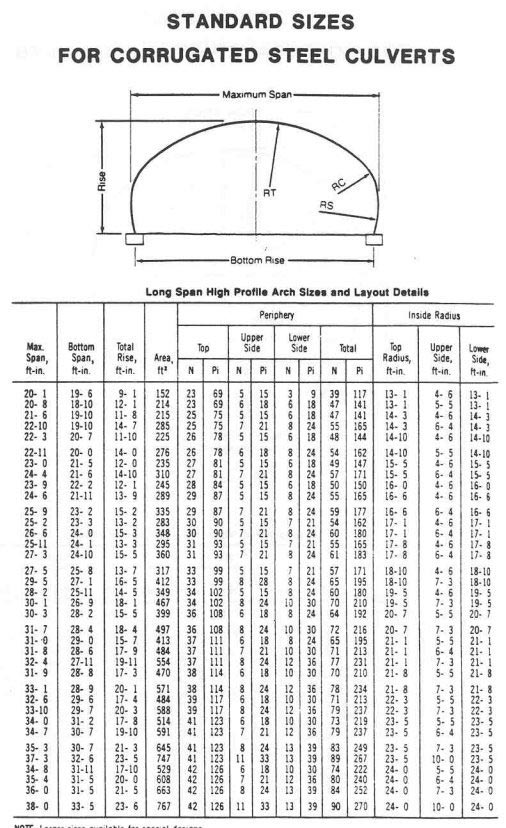 STANDARD SIZES
FOR CORRUGATED STEEL CULVERTS
Maximum Span
Rise
RT
RC
RS
Bottom Rise
Long Span High Profile Arch Sizes and Layout Details
Periphery Inside Radius
Max. Span, ft-in. Bottom Span, ft-in. Total Rise, ft-in. Area, ft² Top Upper Side Lower Side Total Top Radius, ft-in. Upper Side, ft-in. Lower Side, ft-in.
N Pi N Pi N Pi N Pi
20- 1 19- 6 9- 1 152 23 69 5 15 3 9 39 117 13- 1 4- 6 13- 1
20- 8 18-10 12- 1 214 23 69 6 18 6 18 47 141 13- 1 5- 5 13- 1
21- 6 19-10 11- 8 215 25 75 5 15 6 18 47 141 14- 3 4- 6 14- 3
22-10 19-10 14- 7 285 25 75 7 21 8 24 55 165 14- 3 6- 4 14- 3
22- 3 20- 7 11-10 225 26 78 5 15 6 18 48 144 14-10 4- 6 14-10
22-11 20- 0 14- 0 276 26 78 6 18 8 24 54 162 14-10 5- 5 14-10
23- 0 21- 5 12- 0 235 27 81 5 15 6 18 49 147 15- 5 4- 6 15- 5
24- 4 21- 6 14-10 310 27 81 7 21 8 24 57 171 15- 5 6- 4 15- 5
23- 9 22- 2 12- 1 245 28 84 5 15 6 18 50 150 16- 0 4- 6 16- 0
24- 6 21-11 13- 9 289 29 87 5 15 8 24 55 165 16- 6 4- 6 16- 6
25- 9 23- 2 15- 2 335 29 87 7 21 8 24 59 177 16- 6 6- 4 16- 6
25- 2 23- 3 13- 2 283 30 90 5 15 7 21 54 162 17- 1 4- 6 17- 1
26- 6 24- 0 15- 3 348 30 90 7 21 8 24 60 180 17- 1 6- 4 17- 1
25-11 24- 1 13- 3 295 31 93 5 15 7 21 55 165 17- 8 4- 6 17- 8
27- 3 24-10 15- 5 360 31 93 7 21 8 24 61 183 17- 8 6- 4 17- 8
27- 5 25- 8 13- 7 317 33 99 5 15 7 21 57 171 18-10 4- 6 18-10
29- 5 27- 1 16- 5 412 33 99 8 28 8 24 65 195 18-10 7- 3 18-10
28- 2 25-11 14- 5 349 34 102 5 15 8 24 60 180 19- 5 4- 6 19- 5
30- 1 26- 9 18- 1 467 34 102 8 24 10 30 70 210 19- 5 7- 3 19- 5
30- 3 28- 2 15- 5 399 36 108 6 18 8 24 64 192 20- 7 5- 5 20- 7
31- 7 28- 4 18- 4 497 36 108 8 24 10 30 72 216 20- 7 7- 3 20- 7
31- 0 29- 0 15- 7 413 37 111 6 18 8 24 65 195 21- 1 5- 5 21- 1
31- 8 28- 6 17- 9 484 37 111 7 21 10 30 71 213 21- 1 6- 4 21- 1
32- 4 27-11 19-11 554 37 111 8 24 12 36 77 231 21- 1 7- 3 21- 1
31- 9 28- 8 17- 3 470 38 114 6 18 10 30 70 210 21- 8 5- 5 21- 8
33- 1 28- 9 20- 1 571 38 114 8 24 12 36 78 234 21- 8 7- 3 21- 8
32- 6 29- 6 17- 4 484 39 117 6 18 10 30 71 213 22- 3 5- 5 22- 3
33-10 29- 7 20- 3 588 39 117 8 24 12 36 79 237 22- 3 7- 3 22- 3
34- 0 31- 2 17- 8 514 41 123 6 18 10 30 73 219 23- 5 5- 5 23- 5
34- 7 30- 7 19-10 591 41 123 7 21 12 36 79 237 23- 5 6- 4 23- 5
35- 3 30- 7 21- 3 645 41 123 8 24 13 39 83 249 23- 5 7- 3 23- 5
37- 3 32- 6 23- 5 747 41 123 11 33 13 39 89 267 23- 5 10- 0 23- 5
34- 8 31-11 17-10 529 42 126 6 18 10 30 74 222 24- 0 5- 5 24- 0
35- 4 31- 5 20- 0 608 42 126 7 21 12 36 80 240 24- 0 6- 4 24- 0
36- 0 31- 5 21- 5 663 42 126 8 24 13 39 84 252 24- 0 7- 3 24- 0
38- 0 33- 5 23- 6 767 42 126 11 33 13 39 90 270 24- 0 10- 0 24- 0